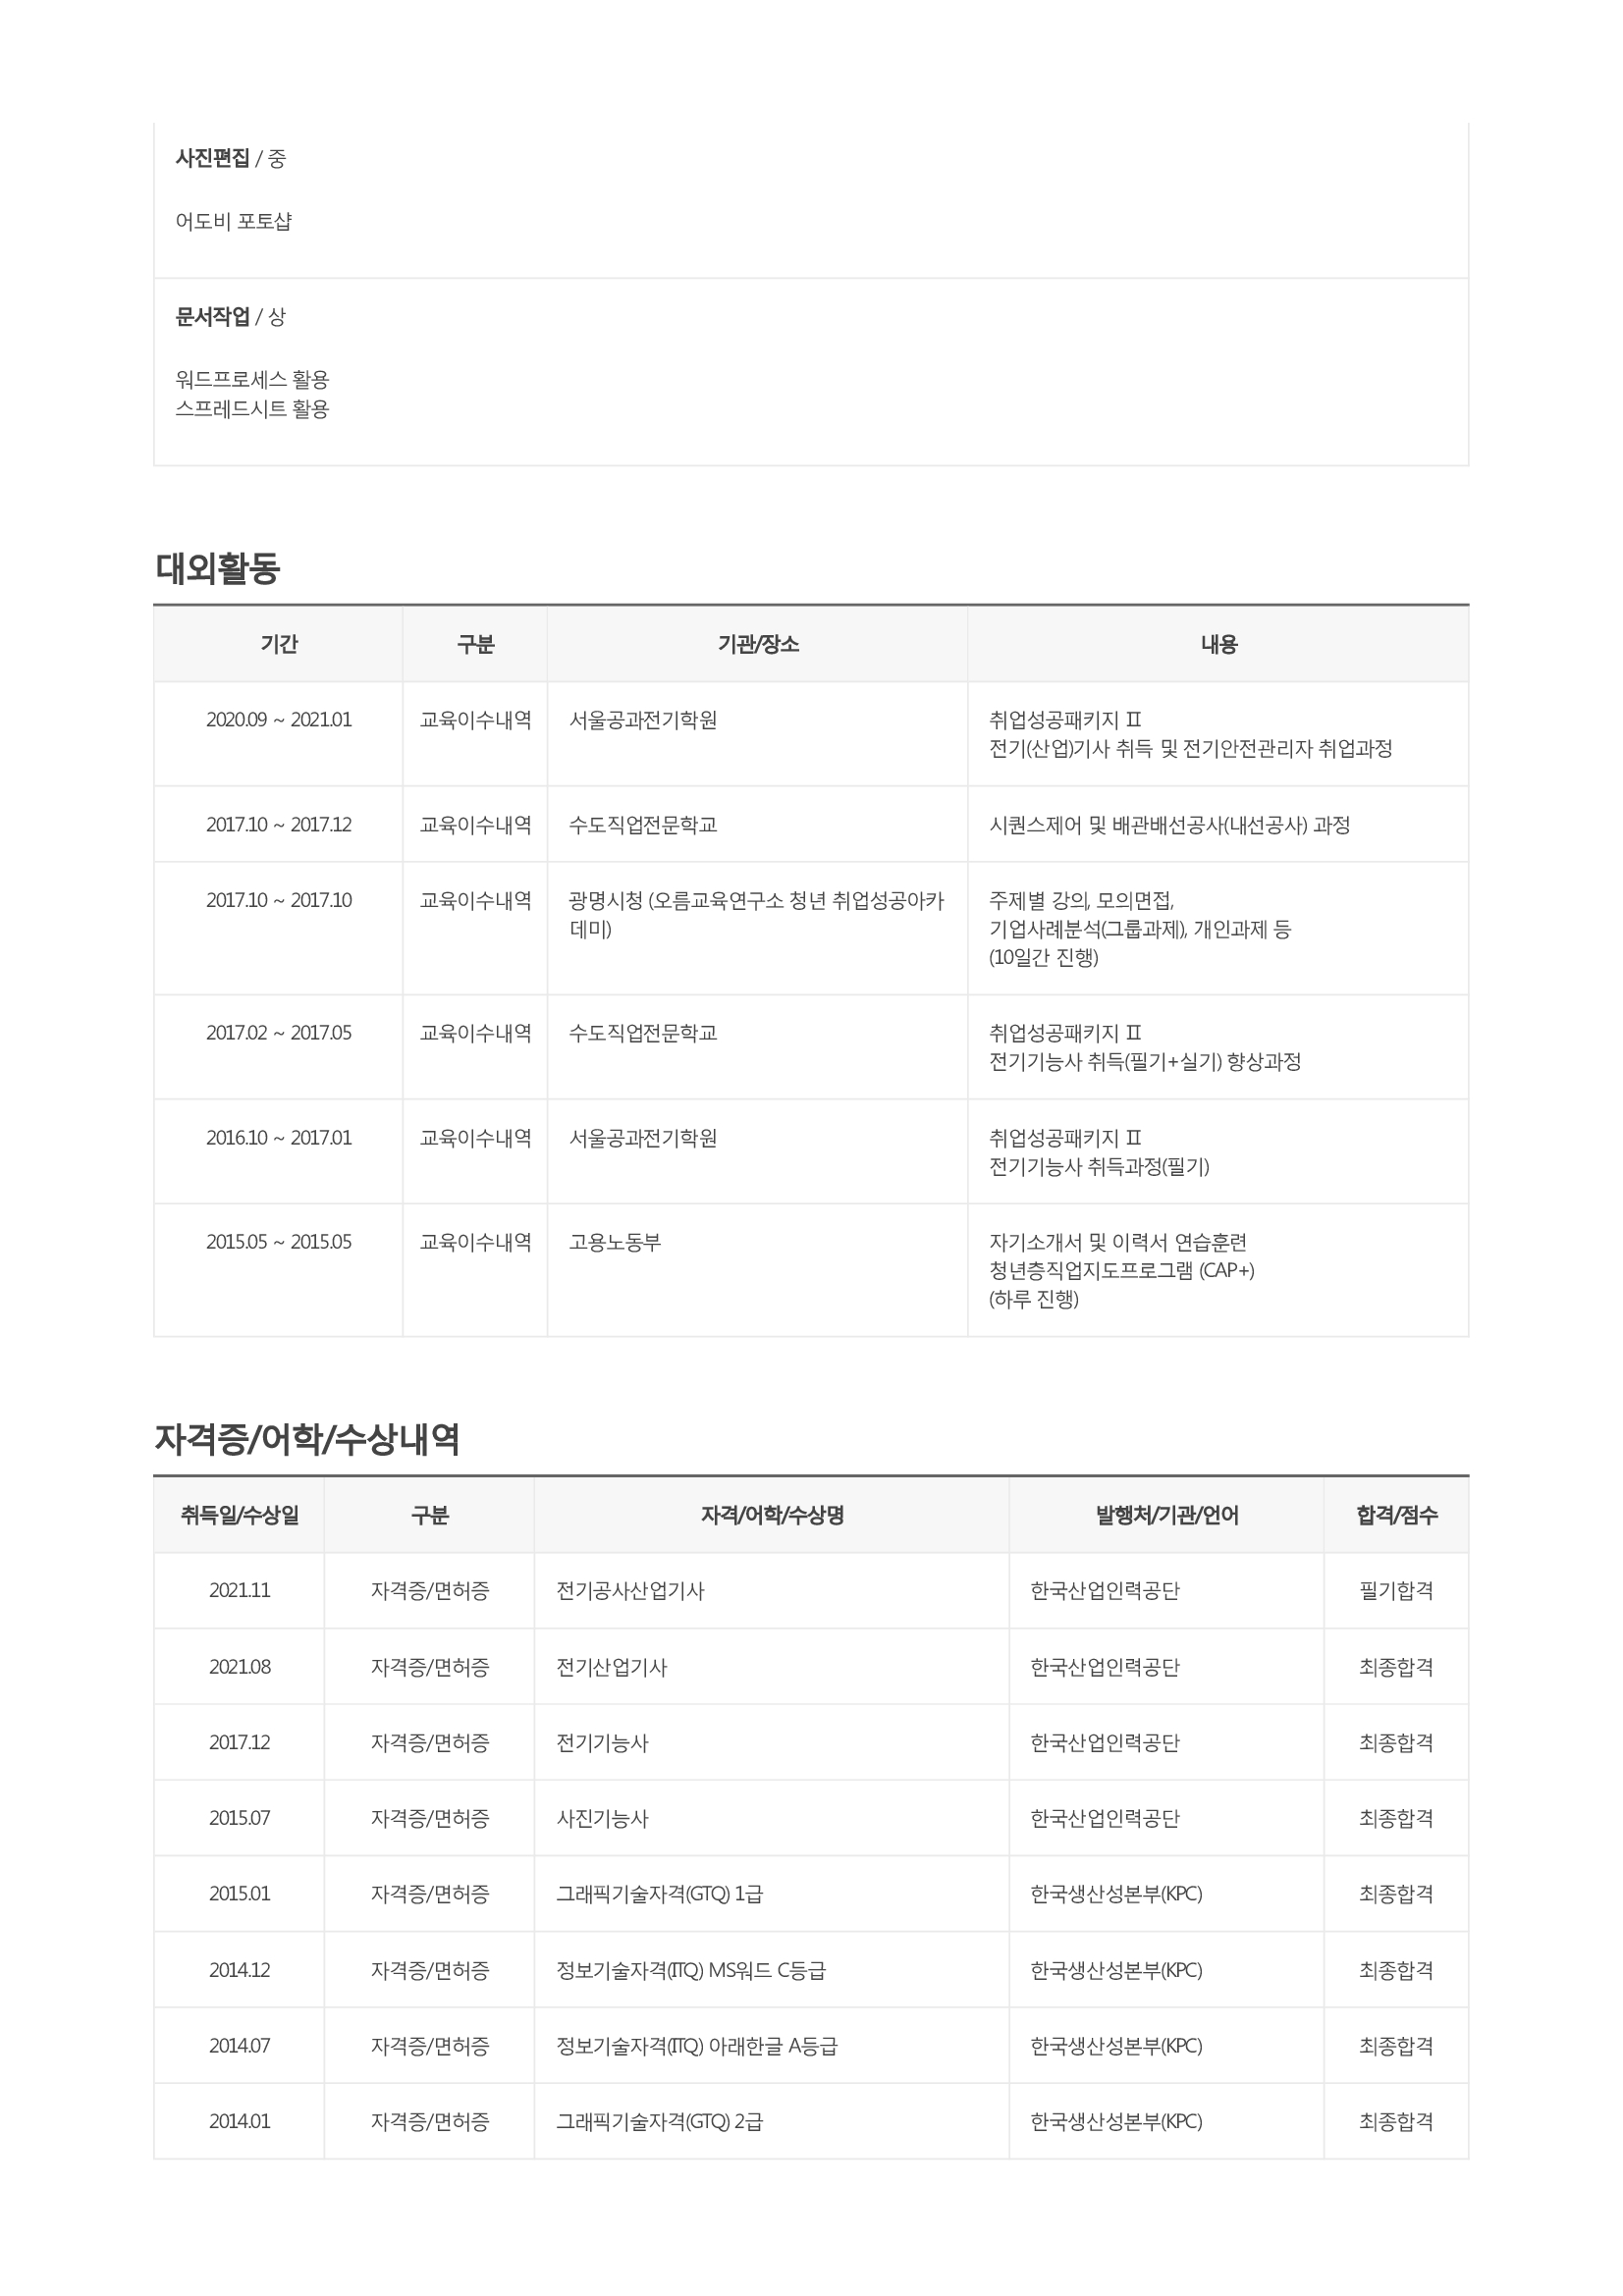 사진편집 / 중
어도비 포토샵
문서작업 / 상
워드프로세스 활용
스프레드시트 활용
대외활동
기간 구분 기관/장소 내용
2020.09 ~ 2021.01 교육이수내역 서울공과전기학원 취업성공패키지 Ⅱ
전기(산업)기사 취득 및 전기안전관리자 취업과정
2017.10 ~ 2017.12 교육이수내역 수도직업전문학교 시퀀스제어 및 배관배선공사(내선공사) 과정
2017.10 ~ 2017.10 교육이수내역 광명시청 (오름교육연구소 청년 취업성공아카 주제별 강의, 모의면접,
데미) 기업사례분석(그룹과제), 개인과제 등
(10일간 진행)
2017.02 ~ 2017.05 교육이수내역 수도직업전문학교 취업성공패키지 Ⅱ
전기기능사 취득(필기+실기) 향상과정
2016.10 ~ 2017.01 교육이수내역 서울공과전기학원 취업성공패키지 Ⅱ
전기기능사 취득과정(필기)
2015.05 ~ 2015.05 교육이수내역 고용노동부 자기소개서 및 이력서 연습훈련
청년층직업지도프로그램 (CAP+)
(하루 진행)
자격증/어학/수상내역
취득일/수상일 구분 자격/어학/수상명 발행처/기관/언어 합격/점수
2021.11 자격증/면허증 전기공사산업기사 한국산업인력공단 필기합격
2021.08 자격증/면허증 전기산업기사 한국산업인력공단 최종합격
2017.12 자격증/면허증 전기기능사 한국산업인력공단 최종합격
2015.07 자격증/면허증 사진기능사 한국산업인력공단 최종합격
2015.01 자격증/면허증 그래픽기술자격(GTQ) 1급 한국생산성본부(KPC) 최종합격
2014.12 자격증/면허증 정보기술자격(ITQ) MS워드 C등급 한국생산성본부(KPC) 최종합격
2014.07 자격증/면허증 정보기술자격(ITQ) 아래한글 A등급 한국생산성본부(KPC) 최종합격
2014.01 자격증/면허증 그래픽기술자격(GTQ) 2급 한국생산성본부(KPC) 최종합격